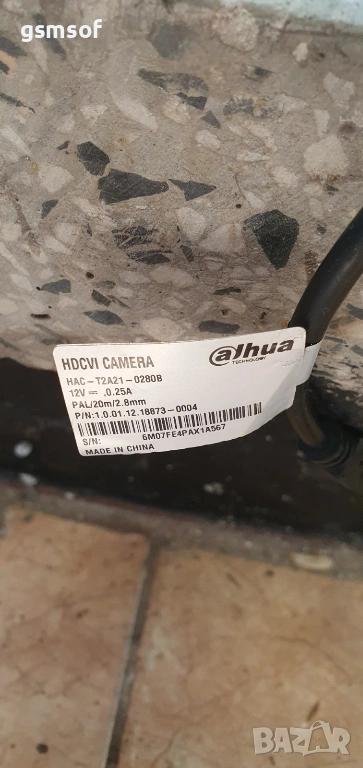 gsmsof
HDCVI CAMERA
alhua
TECHNOLOGY
HAC-T2A21-0280B
12V⎓.0.25A
PAL/20m/2.8mm
P/N:1.0.01.12.18873-0004
S/N:
6M07FE4PAX1A567
MADE IN CHINA
BAZAR